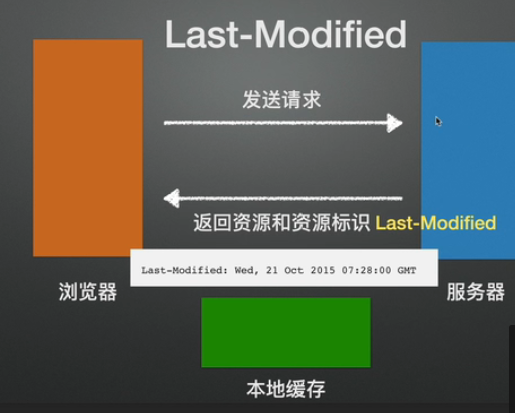 Last-Modified
发送请求
返回资源和资源标识 Last-Modified
Last-Modified: Wed, 21 Oct 2015 07:28:00 GMT
浏览器
服务器
本地缓存